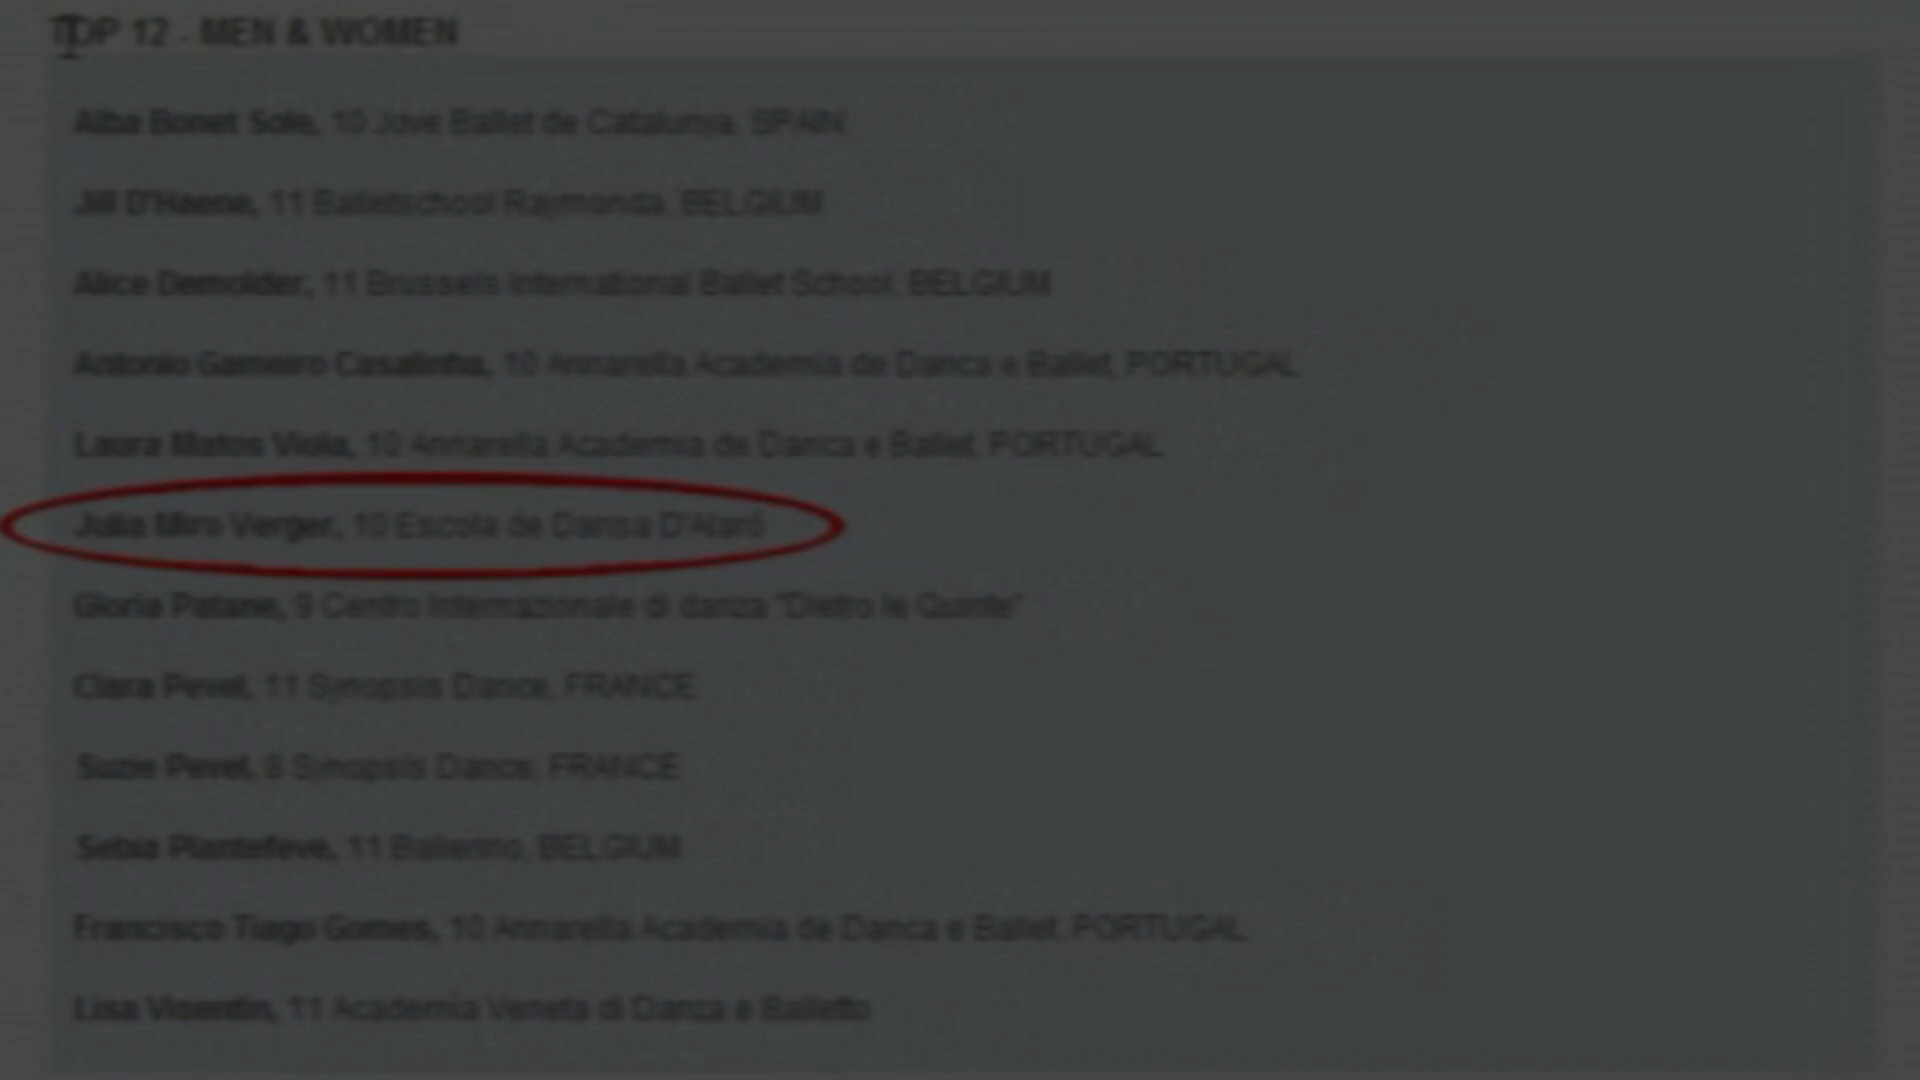 TOP 12 - MEN & WOMEN
Alba Bonet Sole, 10 Jove Ballet de Catalunya, SPAIN
Jill D'Haene, 11 Balletschool Raymonda, BELGIUM
Alice Demolder, 11 Brussels International Ballet School, BELGIUM
Antonio Gameiro Casalinho, 10 Annarella Academia de Danca e Ballet, PORTUGAL
Laura Matos Viola, 10 Annarella Academia de Danca e Ballet, PORTUGAL
Julia Miro Verger, 10 Escola de Dansa D'Alaró
Gloria Patane, 9 Centro Internazionale di danza "Dietro le Quinte"
Clara Pevel, 11 Synopsis Dance, FRANCE
Suzie Pevel, 8 Synopsis Dance, FRANCE
Sebia Plantefeve, 11 Ballerino, BELGIUM
Francisco Tiago Gomes, 10 Annarella Academia de Danca e Ballet, PORTUGAL
Lisa Visentin, 11 Academia Veneta di Danza e Balletto